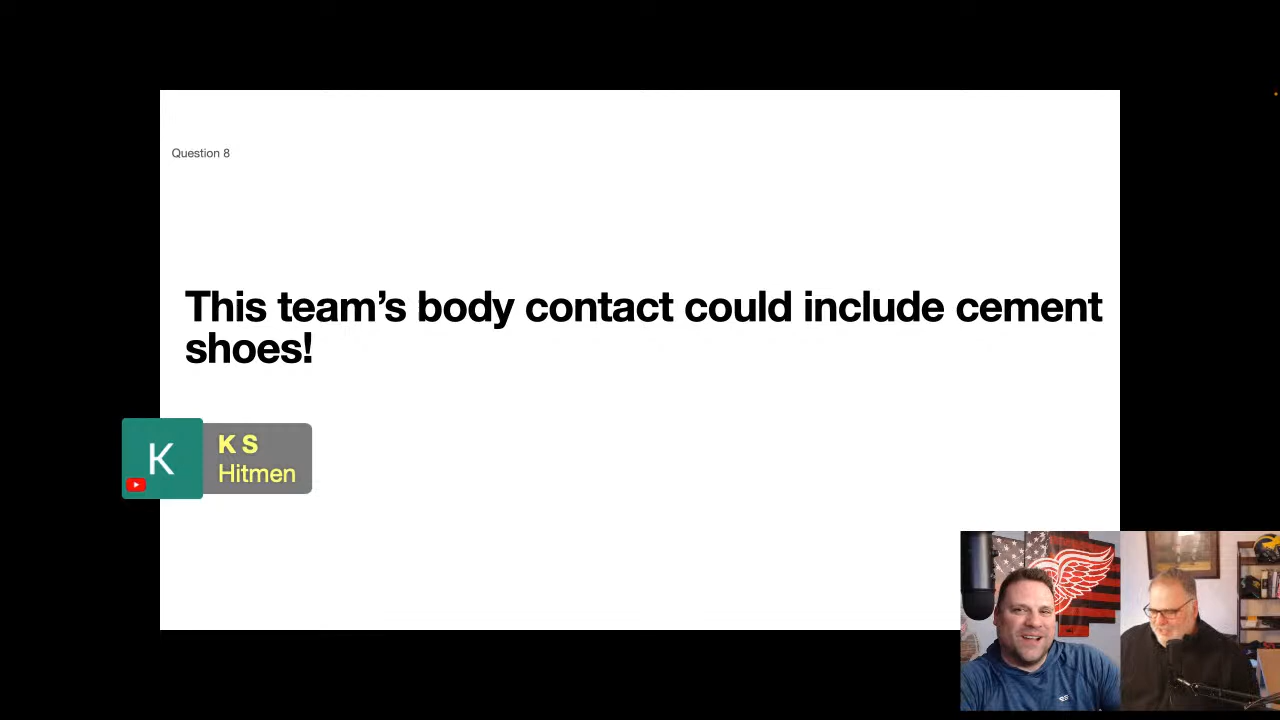 Question 8
This team’s body contact could include cement
shoes!
K
K S
Hitmen